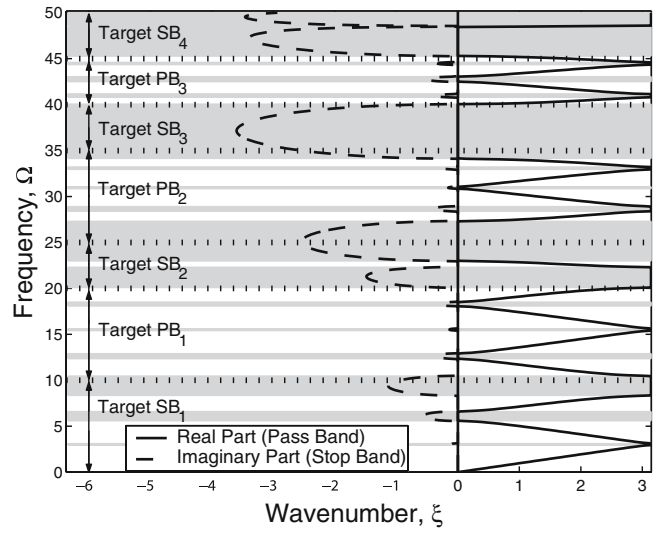 50
45
40
35
30
25
20
15
10
5
0
Frequency, Ω
Target SB4
Target PB3
Target SB3
Target PB2
Target SB2
Target PB1
Target SB1
Real Part (Pass Band)
Imaginary Part (Stop Band)
−6 −5 −4 −3 −2 −1 0 1 2 3
Wavenumber, ξ